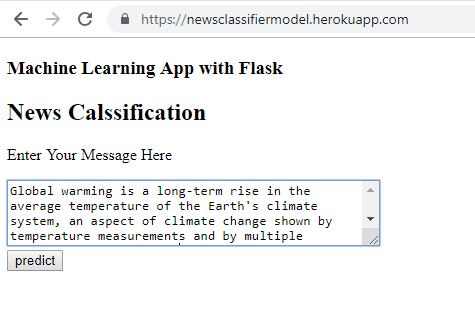 https://newsclassifiermodel.herokuapp.com
Machine Learning App with Flask
News Calssification
Enter Your Message Here
Global warming is a long-term rise in the
average temperature of the Earth's climate
system, an aspect of climate change shown by
temperature measurements and by multiple
predict